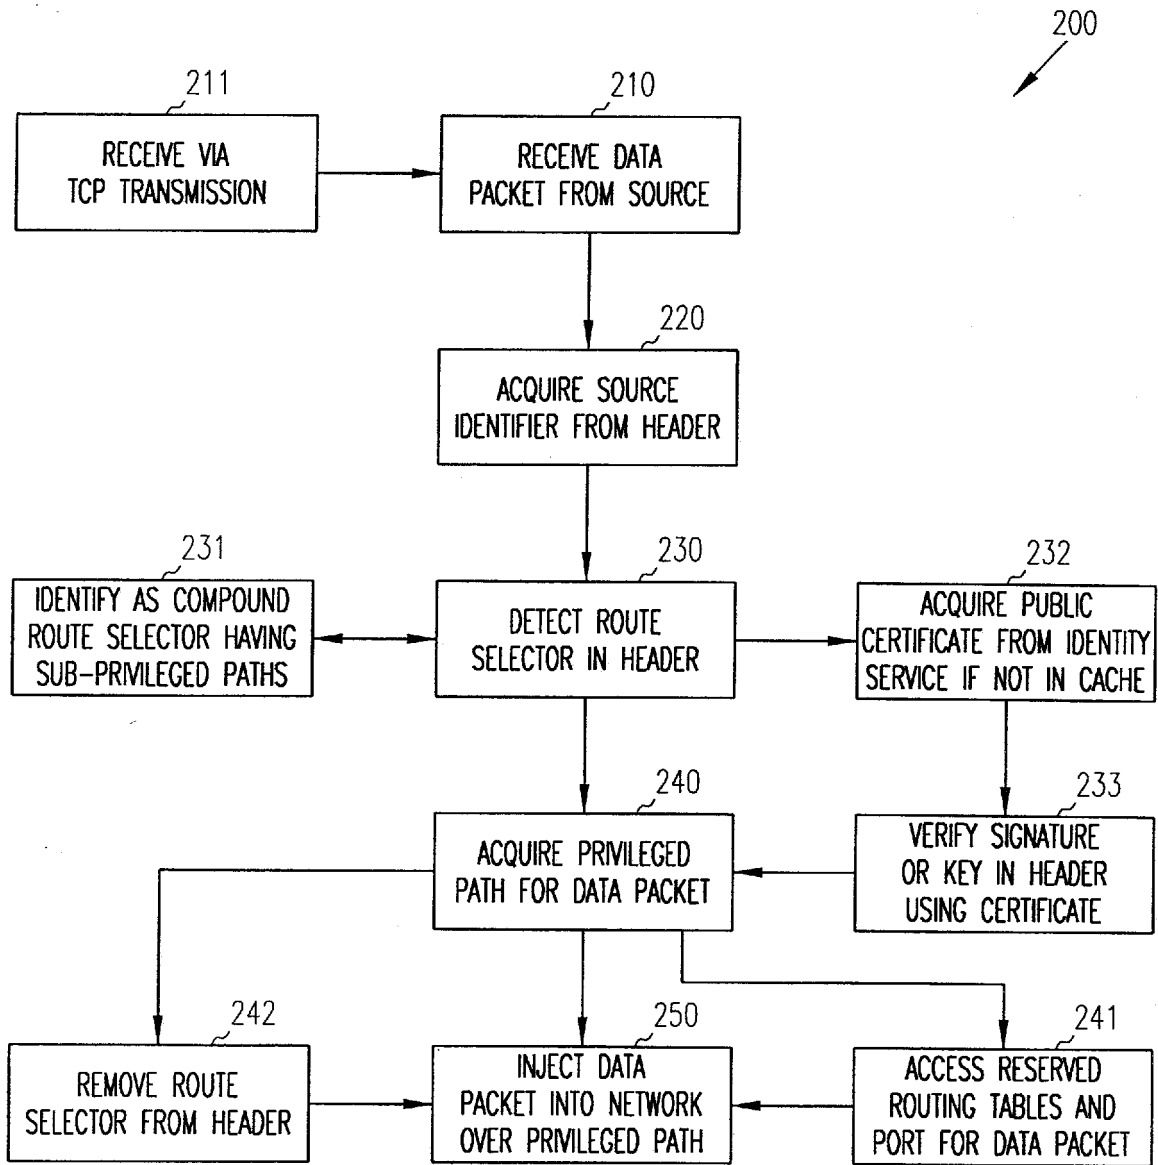 200
211
RECEIVE VIA
TCP TRANSMISSION
210
RECEIVE DATA
PACKET FROM SOURCE
220
ACQUIRE SOURCE
IDENTIFIER FROM HEADER
231
IDENTIFY AS COMPOUND
ROUTE SELECTOR HAVING
SUB-PRIVILEGED PATHS
230
DETECT ROUTE
SELECTOR IN HEADER
232
ACQUIRE PUBLIC
CERTIFICATE FROM IDENTITY
SERVICE IF NOT IN CACHE
240
ACQUIRE PRIVILEGED
PATH FOR DATA PACKET
233
VERIFY SIGNATURE
OR KEY IN HEADER
USING CERTIFICATE
242
REMOVE ROUTE
SELECTOR FROM HEADER
250
INJECT DATA
PACKET INTO NETWORK
OVER PRIVILEGED PATH
241
ACCESS RESERVED
ROUTING TABLES AND
PORT FOR DATA PACKET